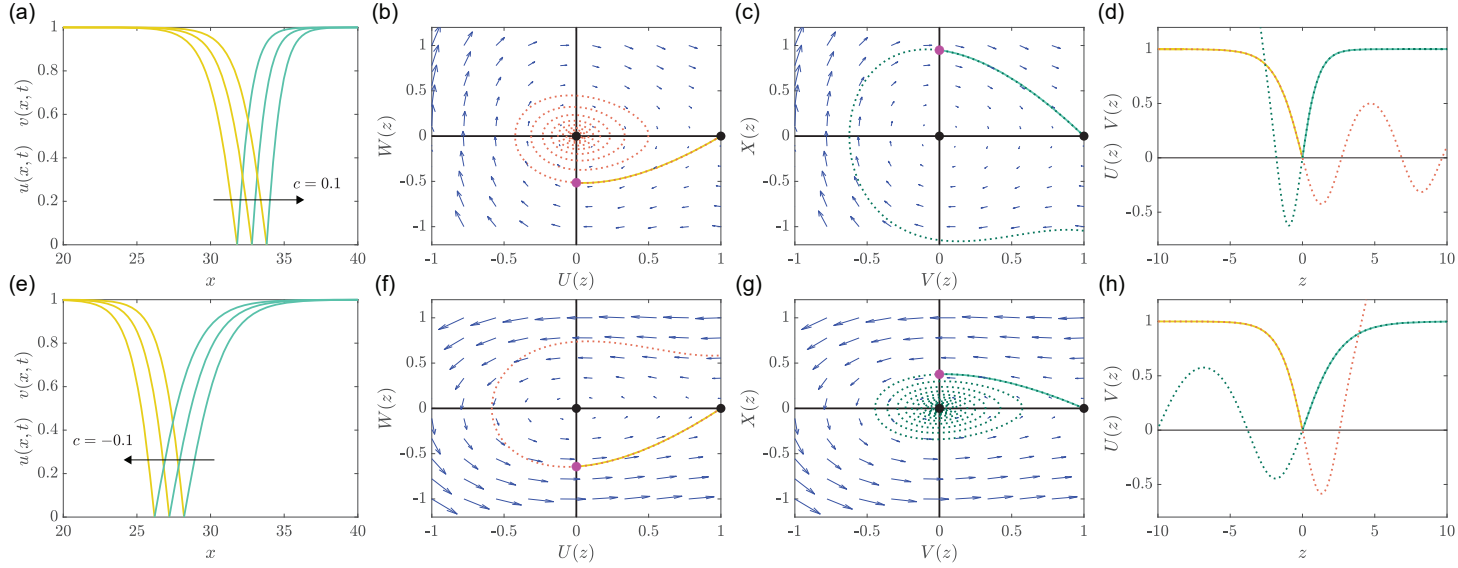 (a)
1
0.8
0.6
0.4
0.2
0
u(x,t) v(x,t)
c = 0.1
20 25 30 35 40
x
(b)
1
0.5
0
-0.5
-1
W(z)
-1 -0.5 0 0.5 1
U(z)
(c)
1
0.5
0
-0.5
-1
X(z)
-1 -0.5 0 0.5 1
V(z)
(d)
1
0.5
0
-0.5
U(z) V(z)
-10 -5 0 5 10
z
(e)
1
0.8
0.6
0.4
0.2
0
u(x,t) v(x,t)
c = -0.1
20 25 30 35 40
x
(f)
1
0.5
0
-0.5
-1
W(z)
-1 -0.5 0 0.5 1
U(z)
(g)
1
0.5
0
-0.5
-1
X(z)
-1 -0.5 0 0.5 1
V(z)
(h)
1
0.5
0
-0.5
U(z) V(z)
-10 -5 0 5 10
z